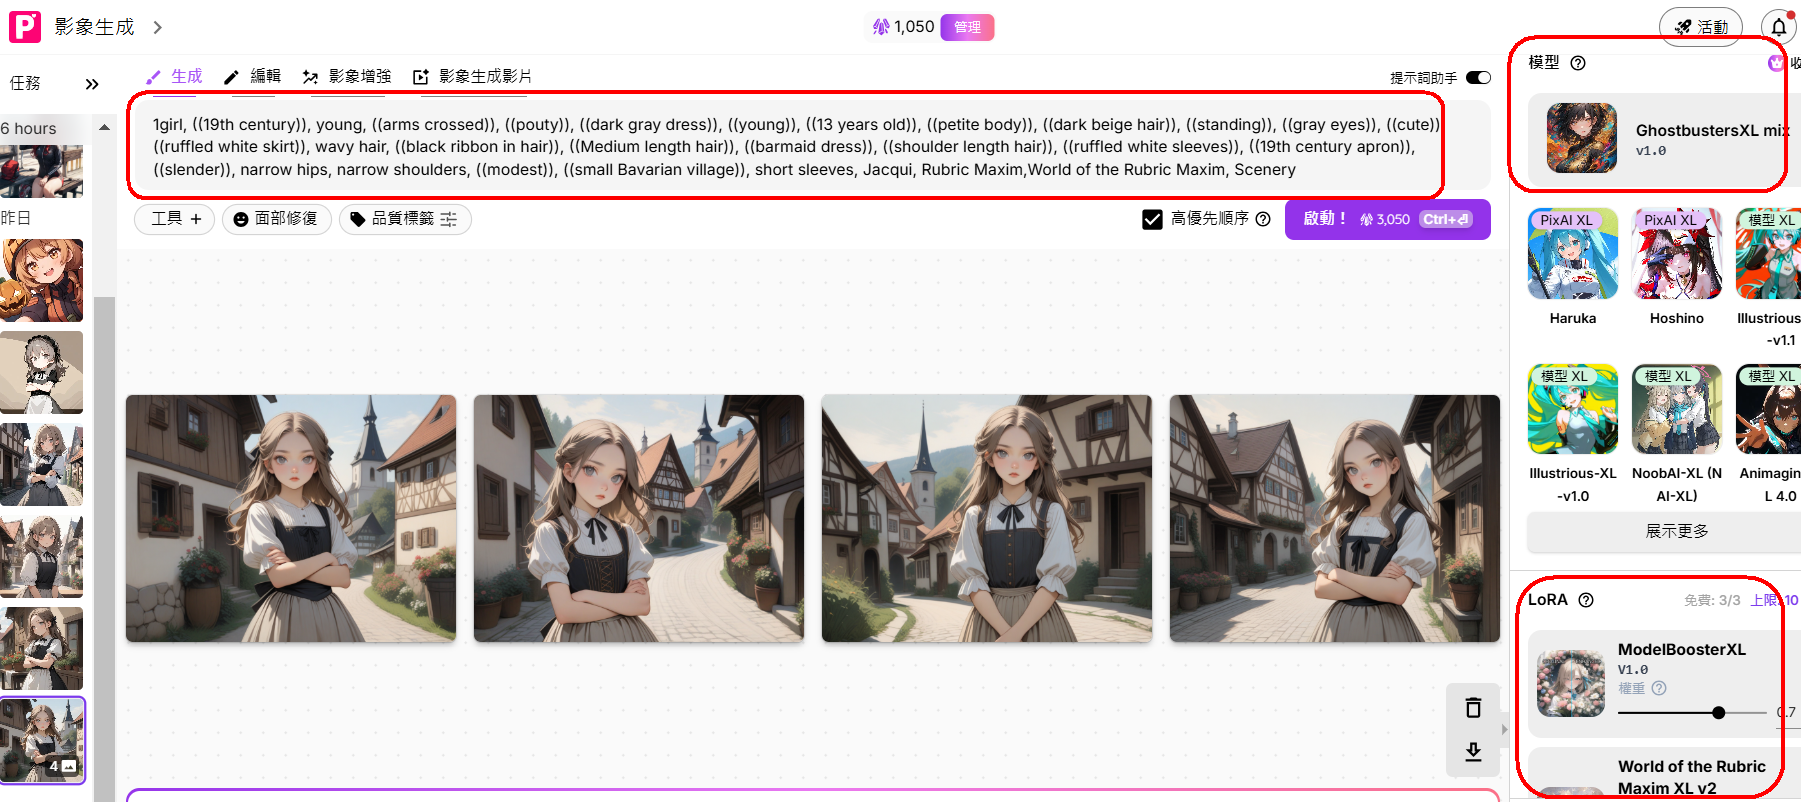 影象生成
1,050 管理
活動
任務
6 hours
昨日
4
生成 編輯 影象增強 影象生成影片
提示詞助手
1girl, ((19th century)), young, ((arms crossed)), ((pouty)), ((dark gray dress)), ((young)), ((13 years old)), ((petite body)), ((dark beige hair)), ((standing)), ((gray eyes)), ((cute))
((ruffled white skirt)), wavy hair, ((black ribbon in hair)), ((Medium length hair)), ((barmaid dress)), ((shoulder length hair)), ((ruffled white sleeves)), ((19th century apron)),
((slender)), narrow hips, narrow shoulders, ((modest)), ((small Bavarian village)), short sleeves, Jacqui, Rubric Maxim,World of the Rubric Maxim, Scenery
工具 + 面部修復 品質標籤
高優先順序 啟動！ 3,050 Ctrl+⏎
模型 收
GhostbustersXL mix
v1.0
PixAI XL PixAI XL 模型 XL
Haruka Hoshino Illustrious
-v1.1
模型 XL 模型 XL 模型 XL
Illustrious-XL NoobAI-XL (N Animagin
-v1.0 AI-XL) L 4.0
展示更多
LoRA 免費: 3/3 上限: 10
ModelBoosterXL
V1.0
權重
0.7
World of the Rubric
Maxim XL v2